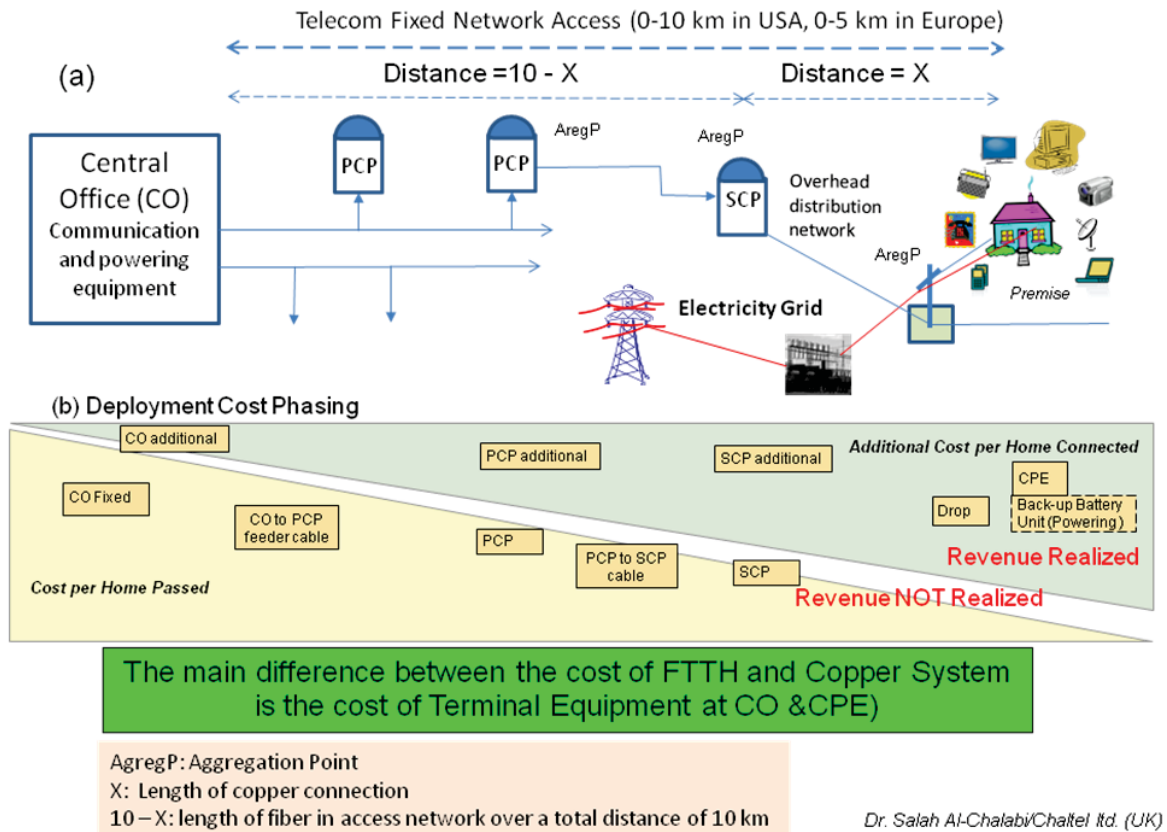 Telecom Fixed Network Access (0-10 km in USA, 0-5 km in Europe)
(a)
Distance =10 - X
Distance = X
Central
Office (CO)
Communication
and powering
equipment
PCP
PCP
AregP
AregP
SCP
Overhead
distribution
network
AregP
Premise
Electricity Grid
(b) Deployment Cost Phasing
CO additional
PCP additional
SCP additional
Additional Cost per Home Connected
CPE
CO Fixed
CO to PCP
feeder cable
Drop
Back-up Battery
Unit (Powering)
PCP
PCP to SCP
cable
SCP
Revenue Realized
Cost per Home Passed
Revenue NOT Realized
The main difference between the cost of FTTH and Copper System
is the cost of Terminal Equipment at CO &CPE)
AgregP: Aggregation Point
X: Length of copper connection
10 – X: length of fiber in access network over a total distance of 10 km
Dr. Salah Al-Chalabi/Chaltel ltd. (UK)